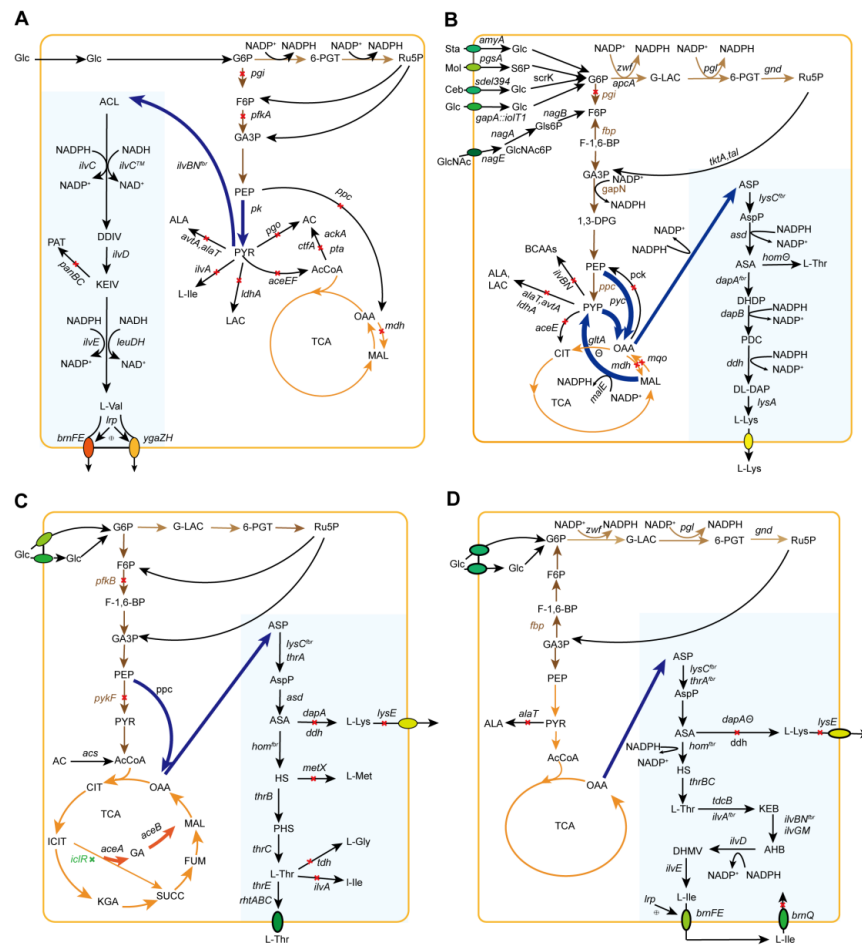 A
NADP⁺ NADPH NADP⁺ NADPH
Glc Glc G6P 6-PGT Ru5P
pgi
ACL F6P
pfkA
GA3P
NADPH NADH
ilvC ilvCᵀᴹ ilvBNᶠᵇʳ
NADP⁺ NAD⁺
PEP ppc
pk
DDIV ALA pgo AC
ilvD avtA,alaT PYR ackA
PAT ctfA pta
panBC KEIV ilvA aceEF AcCoA
L-Ile ldhA
LAC OAA
NADPH NADH mdh
ilvE leuDH TCA MAL
NADP⁺ NAD⁺
L-Val
lrp
brnFE ⊕ ygaZH
B
Sta amyA Glc NADP⁺ NADPH NADP⁺ NADPH
Mol pgsA S6P zwf pgl gnd
Ceb sdel394 Glc scrK G6P apcA G-LAC 6-PGT Ru5P
Glc Glc pgi
gapA::iolT1 nagB F6P
nagA Gls6P fbp
GlcNAc nagE GlcNAc6P F-1,6-BP
tktA,tal
GA3P NADP⁺
gapN
NADPH
ASP
lysCᶠᵇʳ
1,3-DPG AspP
NADP⁺ asd NADPH
NADP⁺
BCAAs PEP pck NADPH ASA homΘ L-Thr
ilvBN ppc dapAᶠᵇʳ
ALA, LAC pyc DHDP
alaT,avtA PYP dapB NADPH
ldhA NADP⁺
aceE gltA OAA PDC
CIT Θ mqo ddh NADPH
mdh NADP⁺
NADPH MAL DL-DAP
TCA malE NADP⁺ lysA
L-Lys
L-Lys
C
G6P G-LAC 6-PGT Ru5P
Glc Glc
F6P
pfkB
F-1,6-BP
GA3P ASP
lysCᶠᵇʳ
thrA
PEP ppc AspP
pykF asd
PYR dapA
ASA L-Lys lysE
AC acs AcCoA ddh
homᶠᵇʳ
CIT OAA metX
HS L-Met
TCA aceB MAL thrB
ICIT aceA GA PHS
iclR L-Gly
FUM thrC tdh
L-Thr
KGA SUCC thrE ilvA I-Ile
rhtABC
L-Thr
D
NADP⁺ NADPH NADP⁺ NADPH
zwf pgl gnd
G6P G-LAC 6-PGT Ru5P
Glc Glc
F6P
F-1,6-BP
fbp
GA3P ASP
lysCᶠᵇʳ
PEP thrAᶠᵇʳ
AspP
alaT
ALA PYR dapAΘ lysE
ASA L-Lys
NADPH ddh
AcCoA homᶠᵇʳ
NADP⁺
OAA HS
thrBC
tdcB
L-Thr KEB
TCA ilvAᶠᵇʳ ilvBNᶠᵇʳ
ilvGM
ilvD
DHMV AHB
ilvE
NADP⁺ NADPH
L-Ile
lrp
⊕ brnFE brnQ
L-Ile